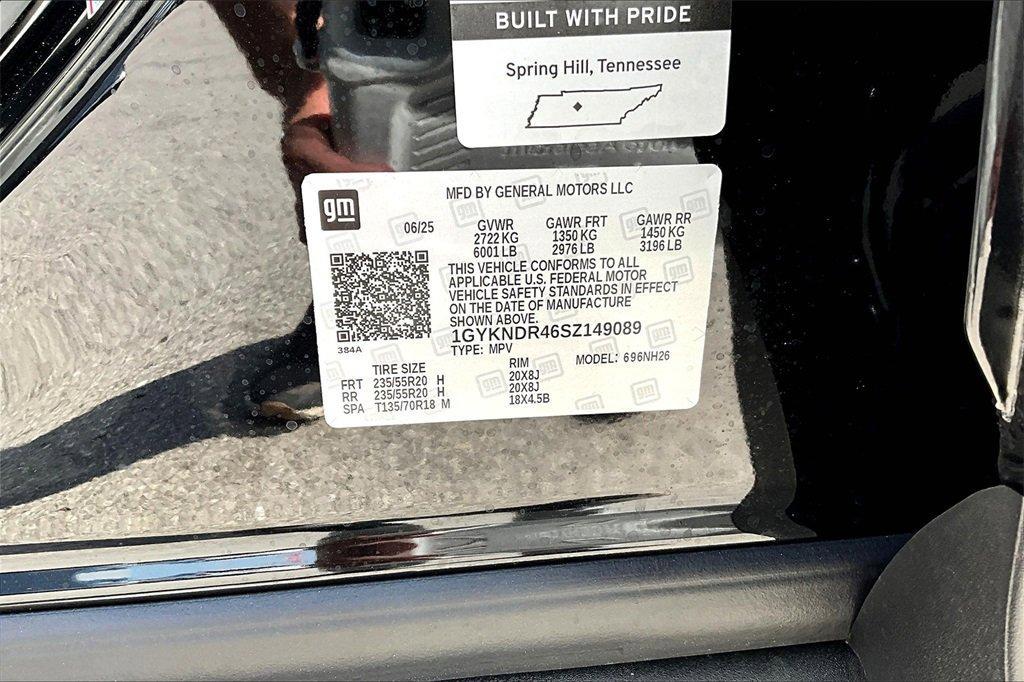 BUILT WITH PRIDE
Spring Hill, Tennessee
gm
MFD BY GENERAL MOTORS LLC
06/25 GVWR GAWR FRT GAWR RR
2722 KG 1350 KG 1450 KG
6001 LB 2976 LB 3196 LB
THIS VEHICLE CONFORMS TO ALL
APPLICABLE U.S. FEDERAL MOTOR
VEHICLE SAFETY STANDARDS IN EFFECT
ON THE DATE OF MANUFACTURE
SHOWN ABOVE.
1GYKNDR46SZ149089
384A
TYPE: MPV MODEL: 696NH26
TIRE SIZE RIM
FRT 235/55R20 H 20X8J
RR 235/55R20 H 20X8J
SPA T135/70R18 M 18X4.5B